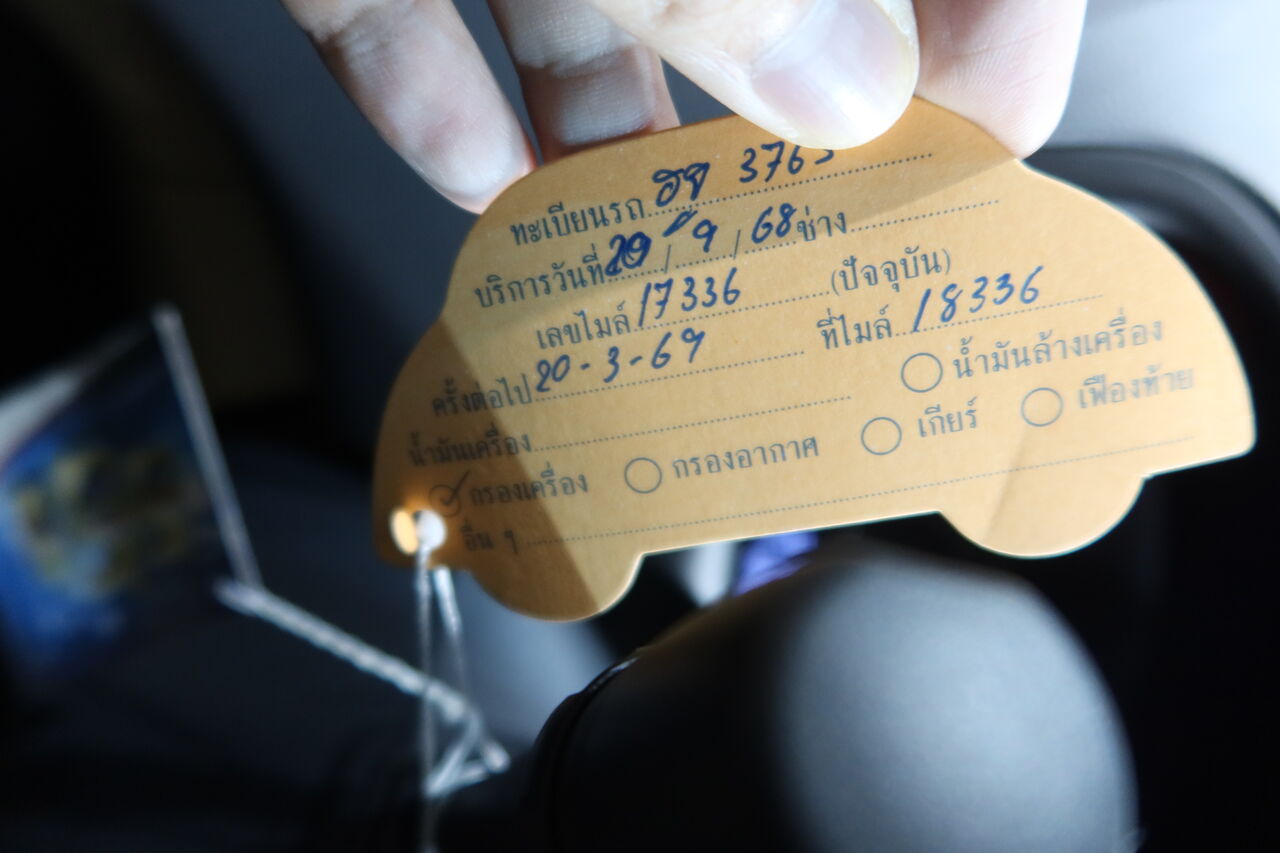 ทะเบียนรถ ฮจ 3763
บริการวันที่ 20 / 9 / 68 ช่าง
เลขไมล์ 17336 (ปัจจุบัน)
ครั้งต่อไป 20-3-69 ที่ไมล์ 18336
น้ำมันเครื่อง น้ำมันล้างเครื่อง
กรองเครื่อง กรองอากาศ เกียร์ เฟืองท้าย
อื่น ๆ